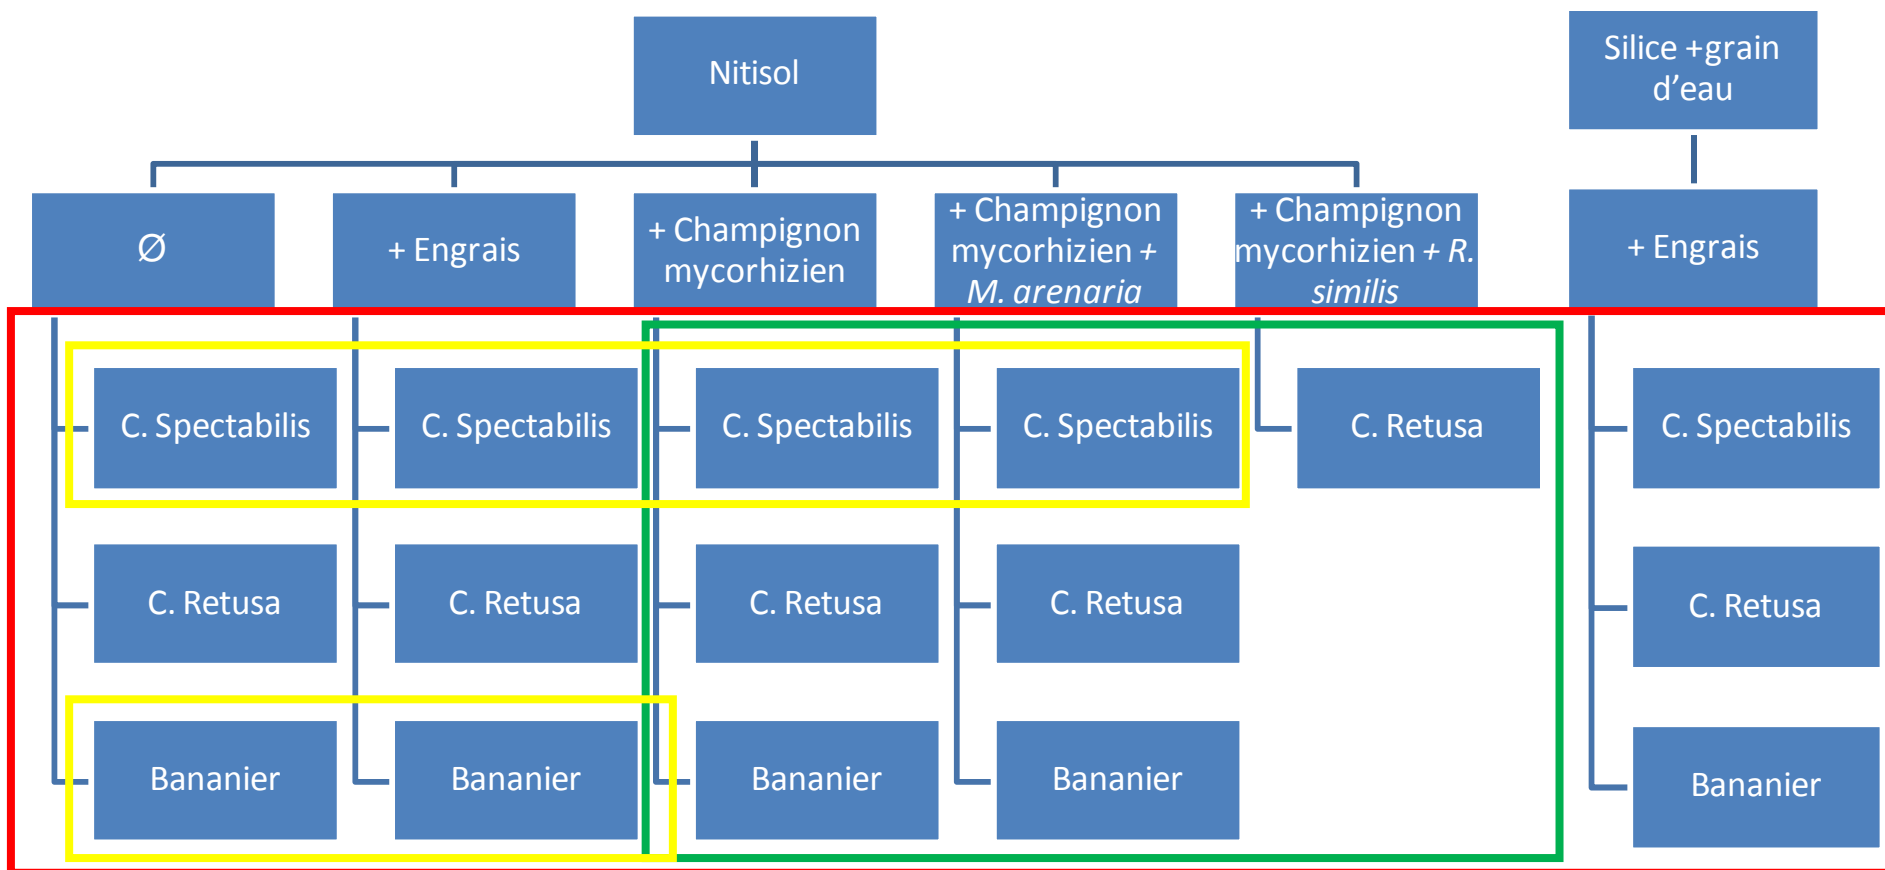 Nitisol
Silice +grain
d’eau
Ø
+ Engrais
+ Champignon
mycorhizien
+ Champignon
mycorhizien +
M. arenaria
+ Champignon
mycorhizien + R.
similis
+ Engrais
C. Spectabilis
C. Spectabilis
C. Spectabilis
C. Spectabilis
C. Retusa
C. Spectabilis
C. Retusa
C. Retusa
C. Retusa
C. Retusa
C. Retusa
Bananier
Bananier
Bananier
Bananier
Bananier